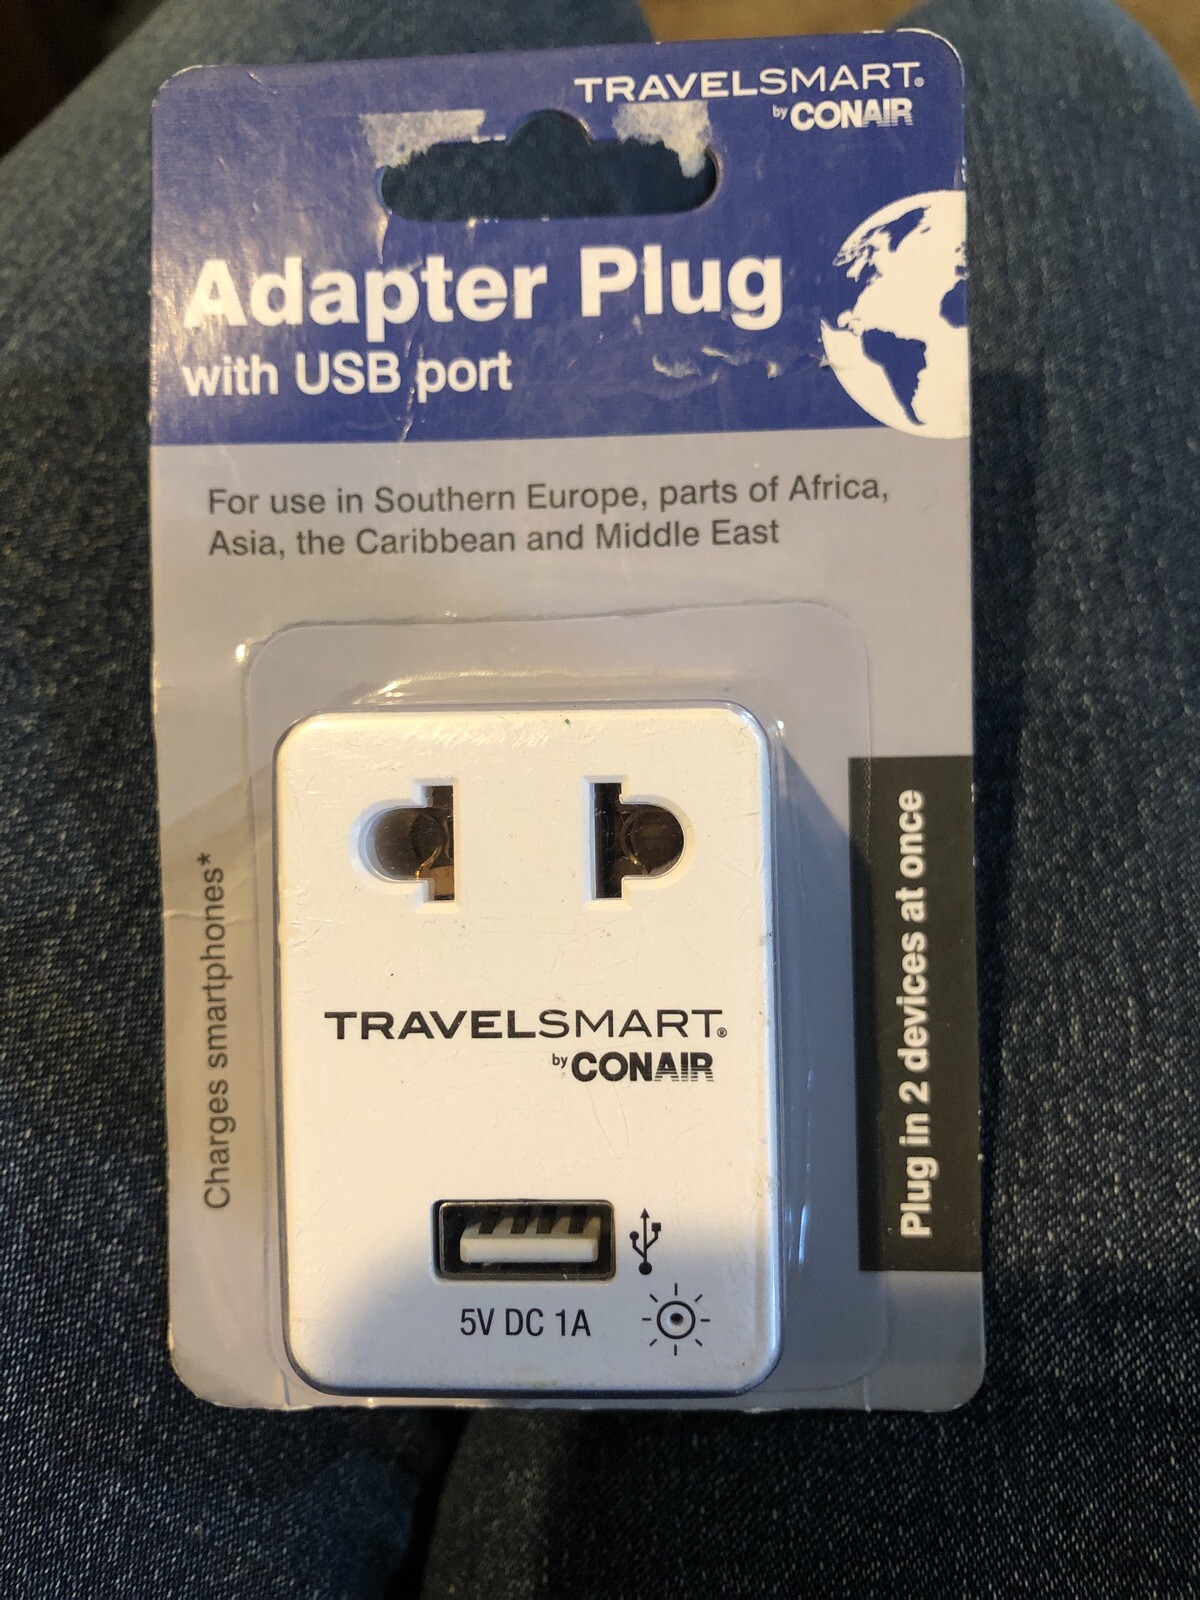 TRAVELSMART®
by CONAIR
Adapter Plug
with USB port
For use in Southern Europe, parts of Africa,
Asia, the Caribbean and Middle East
Charges smartphones*
Plug in 2 devices at once
TRAVELSMART®
by CONAIR
5V DC 1A